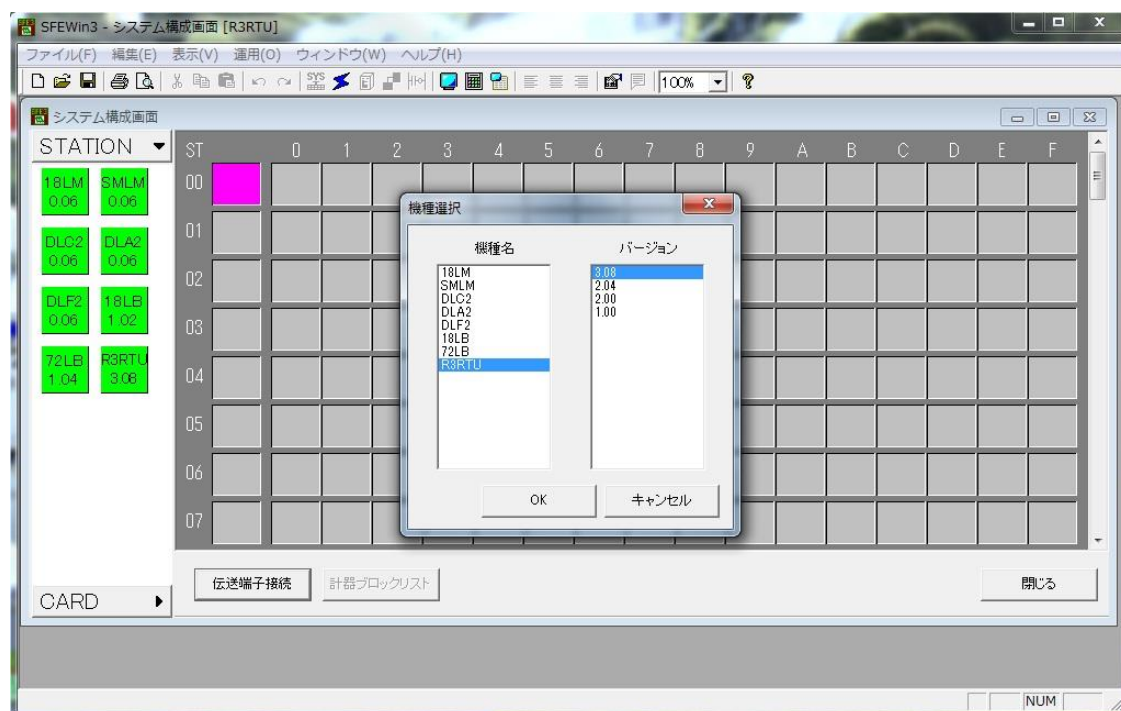 SFEWin3 - システム構成画面 [R3RTU]
ファイル(F) 編集(E) 表示(V) 運用(O) ウィンドウ(W) ヘルプ(H)
SYS 100% ?
システム構成画面
STATION
ST 0 1 2 3 4 5 6 7 8 9 A B C D E F
18LM 0.06
SMLM 0.06
DLC2 0.06
DLA2 0.06
DLF2 0.06
18LB 1.02
72LB 1.04
R3RTU 3.08
00
01
02
03
04
05
06
07
機種選択
機種名
18LM
SMLM
DLC2
DLA2
DLF2
18LB
72LB
R3RTU
バージョン
3.08
2.04
2.00
1.00
OK キャンセル
CARD
伝送端子接続 計器ブロックリスト 閉じる
NUM